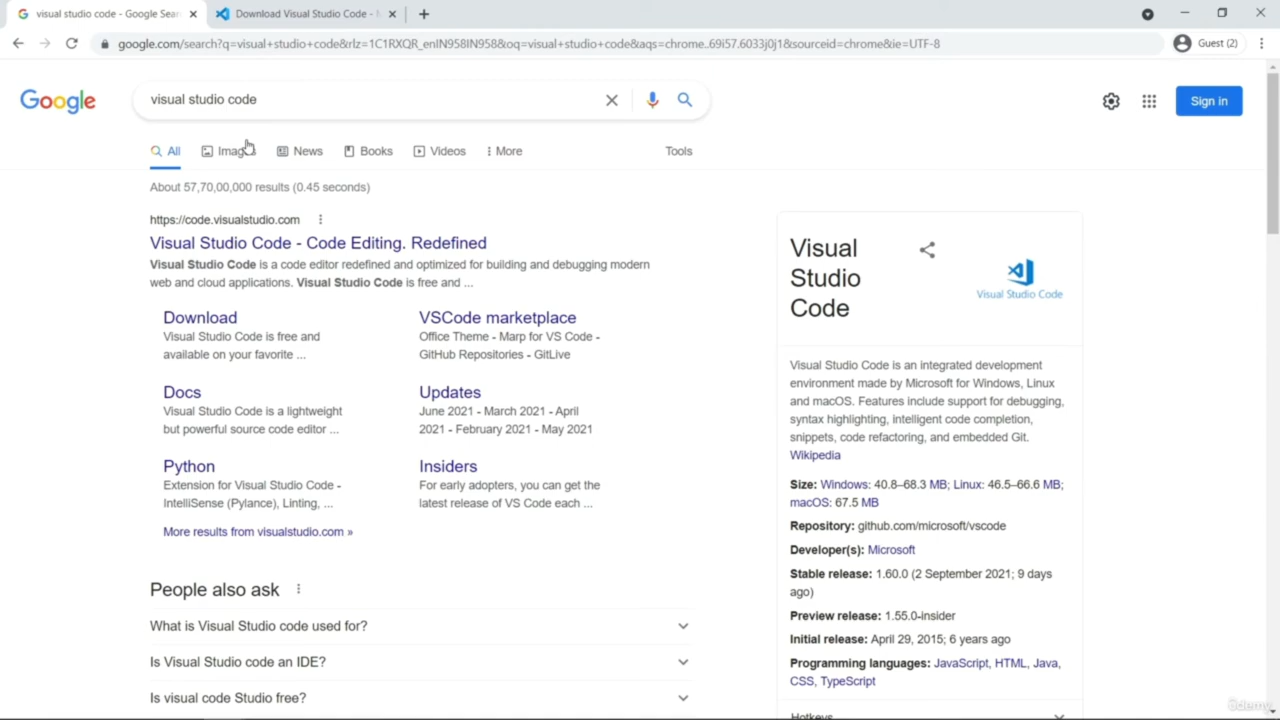 visual studio code - Google Sear
Download Visual Studio Code -
google.com/search?q=visual+studio+code&rlz=1C1RXQR_enIN958IN958&oq=visual+studio+code&aqs=chrome..69i57.6033j0j1&sourceid=chrome&ie=UTF-8
Guest (2)
Google
visual studio code
Sign in
All
Images
News
Books
Videos
More
Tools
About 57,70,00,000 results (0.45 seconds)
https://code.visualstudio.com
Visual Studio Code - Code Editing. Redefined
Visual Studio Code is a code editor redefined and optimized for building and debugging modern
web and cloud applications. Visual Studio Code is free and ...
Download
Visual Studio Code is free and
available on your favorite ...
VSCode marketplace
Office Theme - Marp for VS Code -
GitHub Repositories - GitLive
Docs
Visual Studio Code is a lightweight
but powerful source code editor ...
Updates
June 2021 - March 2021 - April
2021 - February 2021 - May 2021
Python
Extension for Visual Studio Code -
IntelliSense (Pylance), Linting, ...
Insiders
For early adopters, you can get the
latest release of VS Code each ...
More results from visualstudio.com »
People also ask
What is Visual Studio code used for?
Is Visual Studio code an IDE?
Is visual code Studio free?
Visual
Studio
Code
Visual Studio Code
Visual Studio Code is an integrated development
environment made by Microsoft for Windows, Linux
and macOS. Features include support for debugging,
syntax highlighting, intelligent code completion,
snippets, code refactoring, and embedded Git.
Wikipedia
Size: Windows: 40.8–68.3 MB; Linux: 46.5–66.6 MB;
macOS: 67.5 MB
Repository: github.com/microsoft/vscode
Developer(s): Microsoft
Stable release: 1.60.0 (2 September 2021; 9 days
ago)
Preview release: 1.55.0-insider
Initial release: April 29, 2015; 6 years ago
Programming languages: JavaScript, HTML, Java,
CSS, TypeScript
Hotkeys
ûdemy